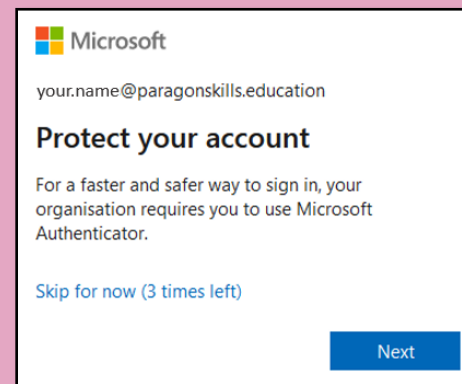 Microsoft
your.name@paragonskills.education
Protect your account
For a faster and safer way to sign in, your
organisation requires you to use Microsoft
Authenticator.
Skip for now (3 times left)
Next